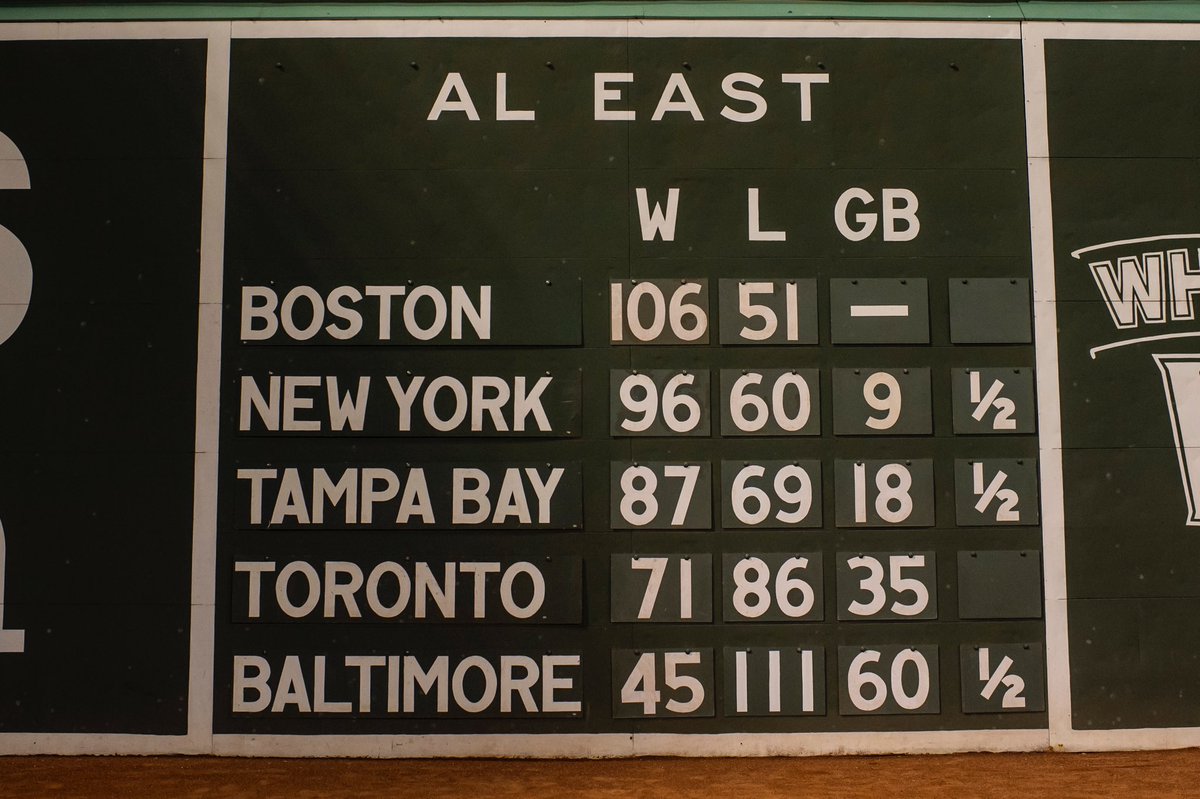 AL EAST
W L GB
BOSTON 106 51 —
NEW YORK 96 60 9 ½
TAMPA BAY 87 69 18 ½
TORONTO 71 86 35
BALTIMORE 45 111 60 ½
WH